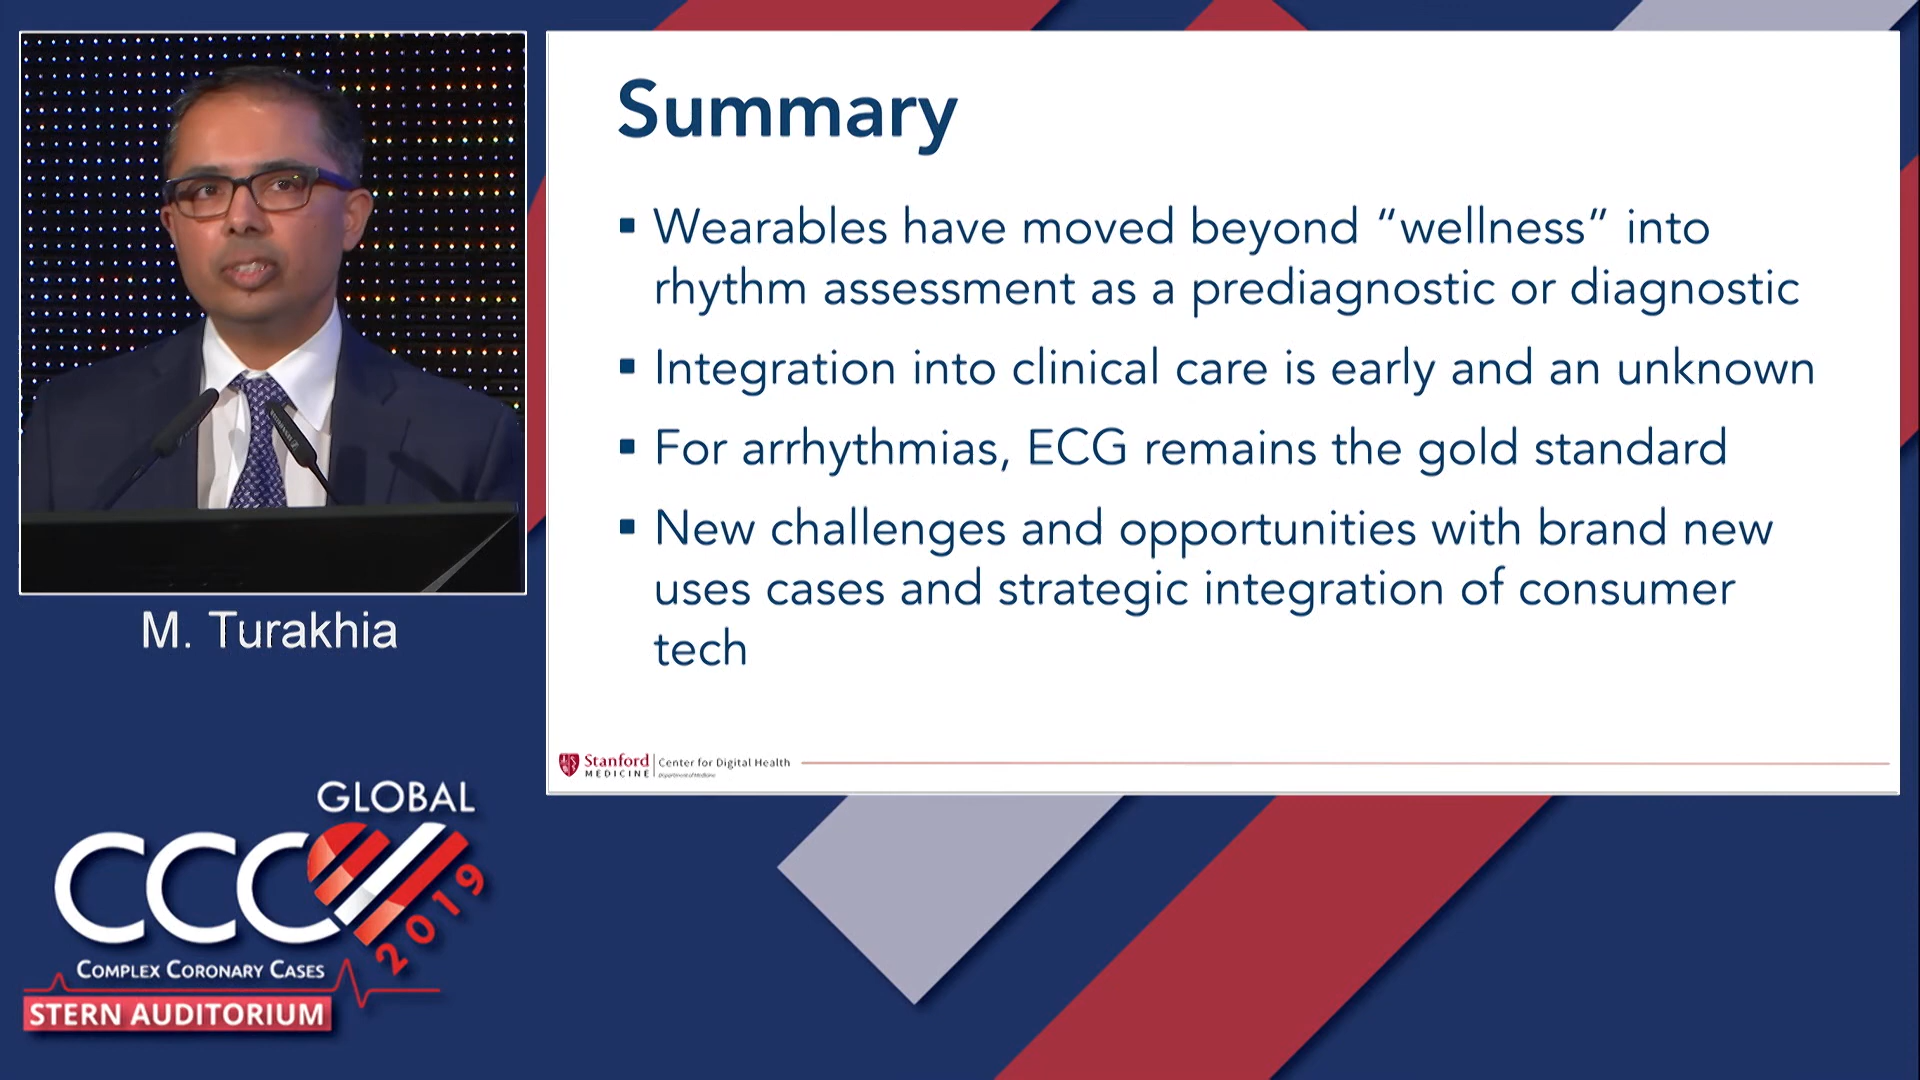 Summary
▪ Wearables have moved beyond “wellness” into
rhythm assessment as a prediagnostic or diagnostic
▪ Integration into clinical care is early and an unknown
▪ For arrhythmias, ECG remains the gold standard
▪ New challenges and opportunities with brand new
uses cases and strategic integration of consumer
tech
Stanford
MEDICINE
Center for Digital Health
Department of Medicine
M. Turakhia
GLOBAL
CCC
2019
COMPLEX CORONARY CASES
STERN AUDITORIUM